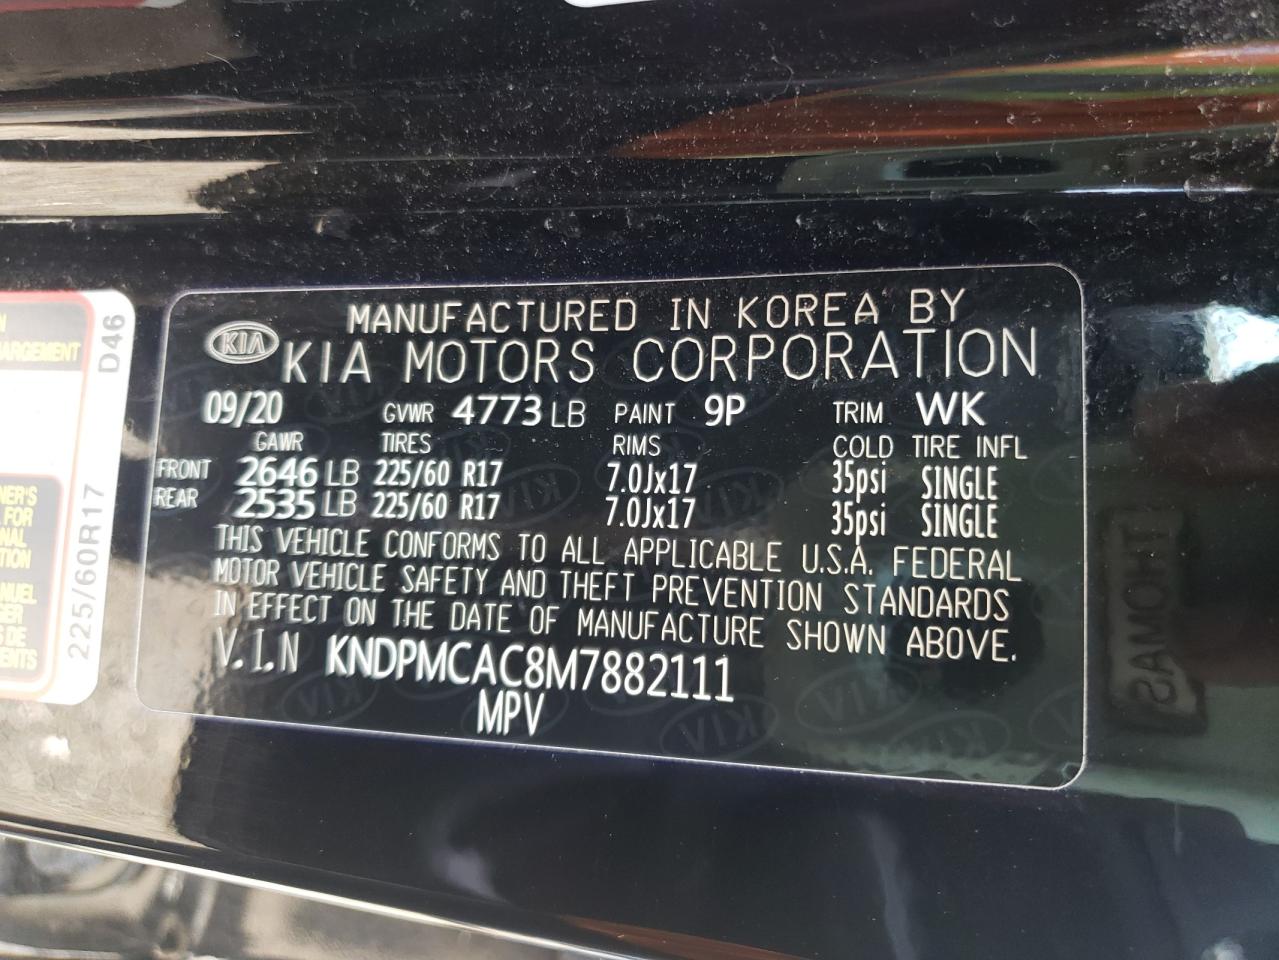 MANUFACTURED IN KOREA BY
KIA KIA MOTORS CORPORATION
09/20 GVWR 4773 LB PAINT 9P TRIM WK
GAWR TIRES RIMS COLD TIRE INFL
FRONT 2646 LB 225/60 R17 7.0Jx17 35psi SINGLE
REAR 2535 LB 225/60 R17 7.0Jx17 35psi SINGLE
THIS VEHICLE CONFORMS TO ALL APPLICABLE U.S.A. FEDERAL
MOTOR VEHICLE SAFETY AND THEFT PREVENTION STANDARDS
IN EFFECT ON THE DATE OF MANUFACTURE SHOWN ABOVE.
V.I.N KNDPMCAC8M7882111
MPV
225/60R17 D46
THOMAS